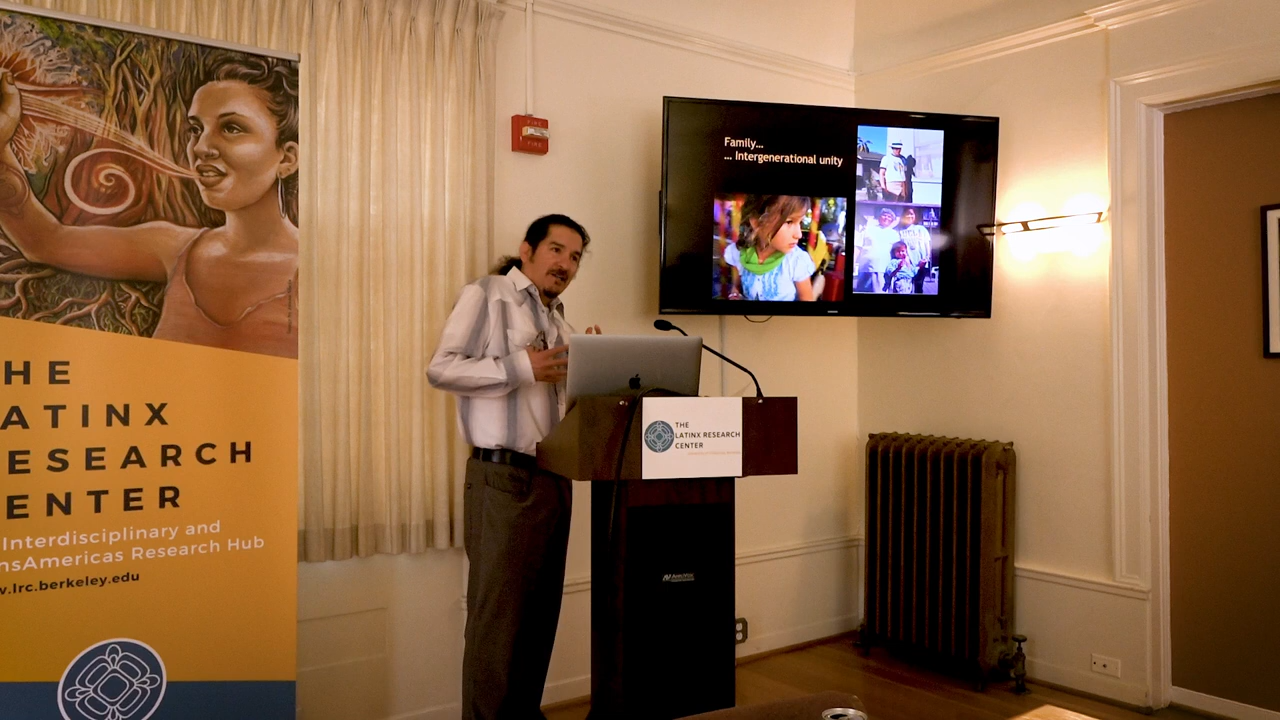 HE
ATINX
ESEARCH
ENTER
Interdisciplinary and
nsAmericas Research Hub
w.lrc.berkeley.edu
FIRE
FIRE
Family...
... Intergenerational unity
THE
LATINX RESEARCH
CENTER